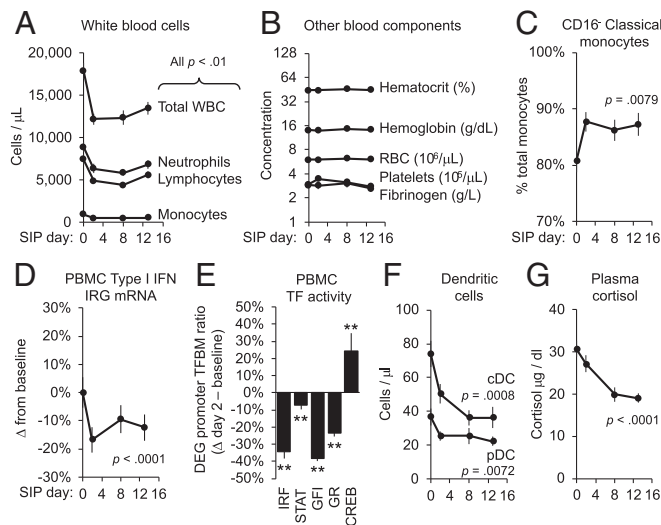 A
White blood cells
20,000
15,000
10,000
5,000
0
Cells / µL
All p < .01
Total WBC
Neutrophils
Lymphocytes
Monocytes
SIP day: 0 4 8 12 16
B
Other blood components
128
64
32
16
8
4
2
1
Concentration
Hematocrit (%)
Hemoglobin (g/dL)
RBC (10⁶/µL)
Platelets (10⁵/µL)
Fibrinogen (g/L)
SIP day: 0 4 8 12 16
C
CD16⁻ Classical
monocytes
100%
90%
80%
70%
% total monocytes
p = .0079
SIP day: 0 4 8 12 16
D
PBMC Type I IFN
IRG mRNA
30%
20%
10%
0%
-10%
-20%
-30%
Δ from baseline
p < .0001
SIP day: 0 4 8 12 16
E
PBMC
TF activity
50%
40%
30%
20%
10%
0%
-10%
-20%
-30%
-40%
-50%
DEG promoter TFBM ratio
(Δ day 2 – baseline)
**
**
**
**
**
IRF
STAT
GFI
GR
CREB
F
Dendritic
cells
100
80
60
40
20
0
Cells / µl
cDC
p = .0008
pDC
p = .0072
0 4 8 12 16
G
Plasma
cortisol
40
30
20
10
0
Cortisol µg / dl
p < .0001
0 4 8 12 16